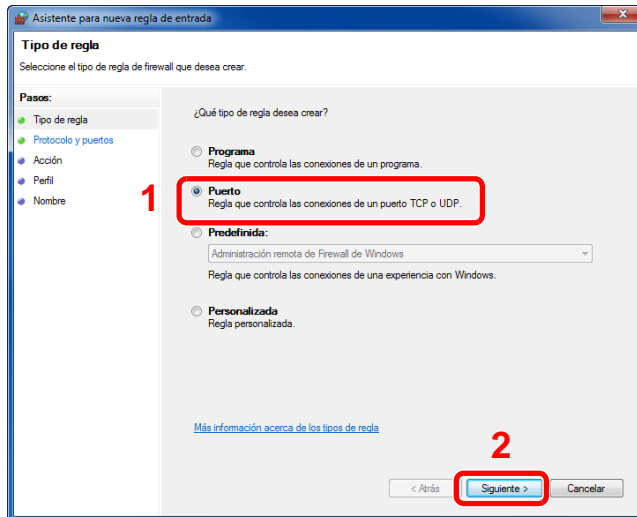 Asistente para nueva regla de entrada
Tipo de regla
Seleccione el tipo de regla de firewall que desea crear.
Pasos:
Tipo de regla
Protocolo y puertos
Acción
Perfil
Nombre
¿Qué tipo de regla desea crear?
Programa
Regla que controla las conexiones de un programa.
1
Puerto
Regla que controla las conexiones de un puerto TCP o UDP.
Predefinida:
Administración remota de Firewall de Windows
Regla que controla las conexiones de una experiencia con Windows.
Personalizada
Regla personalizada.
Más información acerca de los tipos de regla
2
< Atrás
Siguiente >
Cancelar